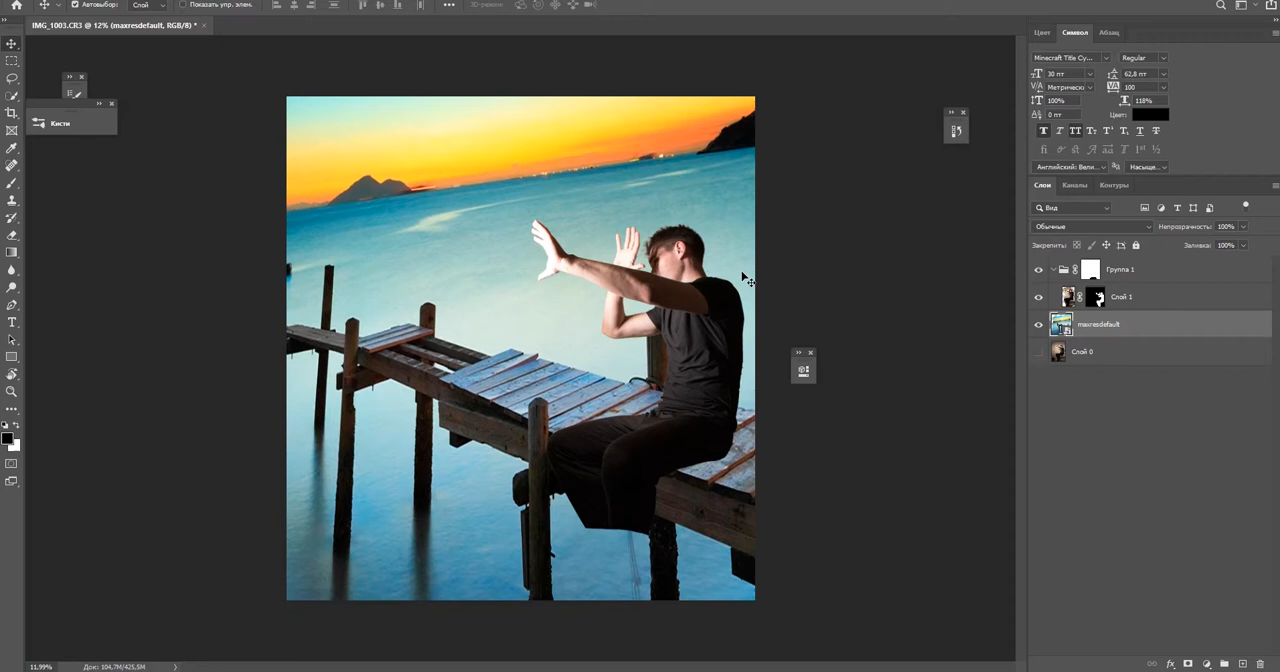 Автовыбор:
Слой
Показать упр. элем.
3D-режим:
IMG_1003.CR3 @ 12% (maxresdefault, RGB/8) *
Кисти
Цвет
Символ
Абзац
Minecraft Title Cy...
Regular
30 пт
62,8 пт
Метрическо
100
100%
118%
0 пт
Цвет:
Английский: Вели...
Насыще...
Слои
Каналы
Контуры
Вид
Обычные
Непрозрачность:
100%
Закрепить:
Заливка:
100%
Группа 1
Слой 1
maxresdefault
Слой 0
11,99%
Док: 104,7M/425,5M